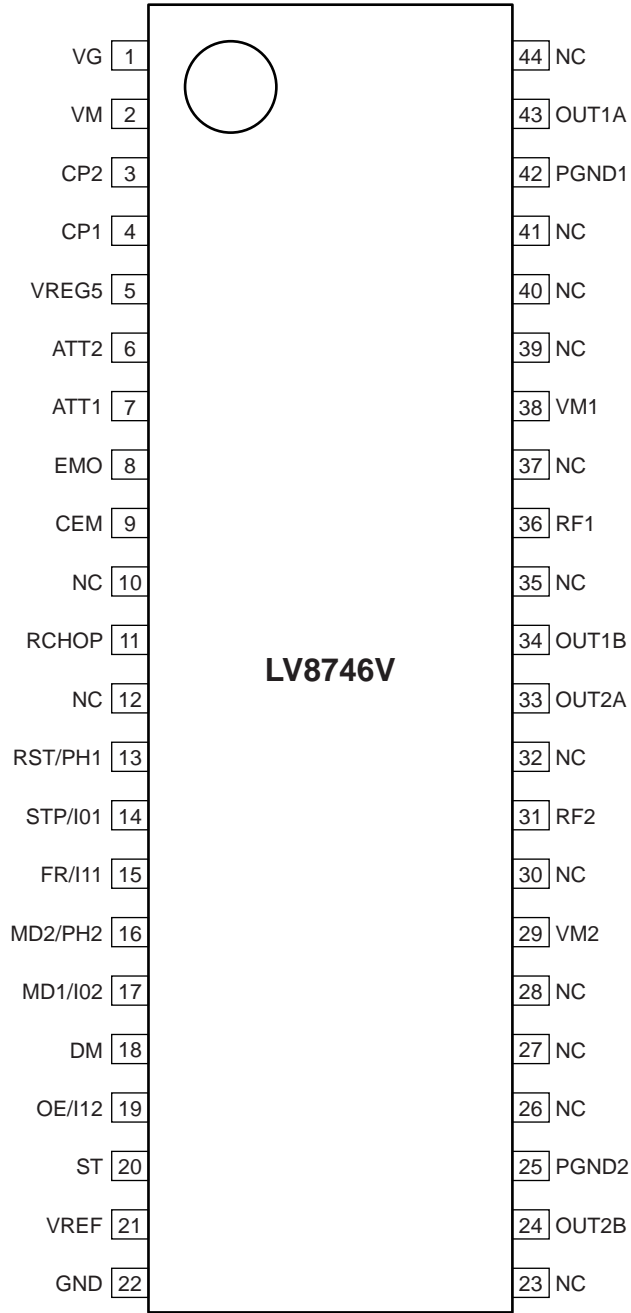 VG 1 44 NC
VM 2 43 OUT1A
CP2 3 42 PGND1
CP1 4 41 NC
VREG5 5 40 NC
ATT2 6 39 NC
ATT1 7 38 VM1
EMO 8 37 NC
CEM 9 36 RF1
NC 10 35 NC
RCHOP 11 34 OUT1B
LV8746V
NC 12 33 OUT2A
RST/PH1 13 32 NC
STP/I01 14 31 RF2
FR/I11 15 30 NC
MD2/PH2 16 29 VM2
MD1/I02 17 28 NC
DM 18 27 NC
OE/I12 19 26 NC
ST 20 25 PGND2
VREF 21 24 OUT2B
GND 22 23 NC